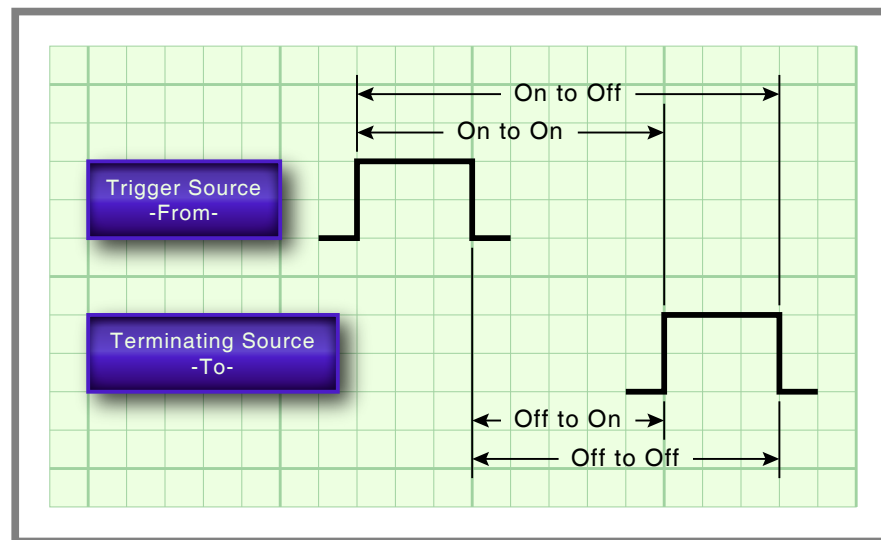 On to Off
On to On
Trigger Source
-From-
Terminating Source
-To-
Off to On
Off to Off